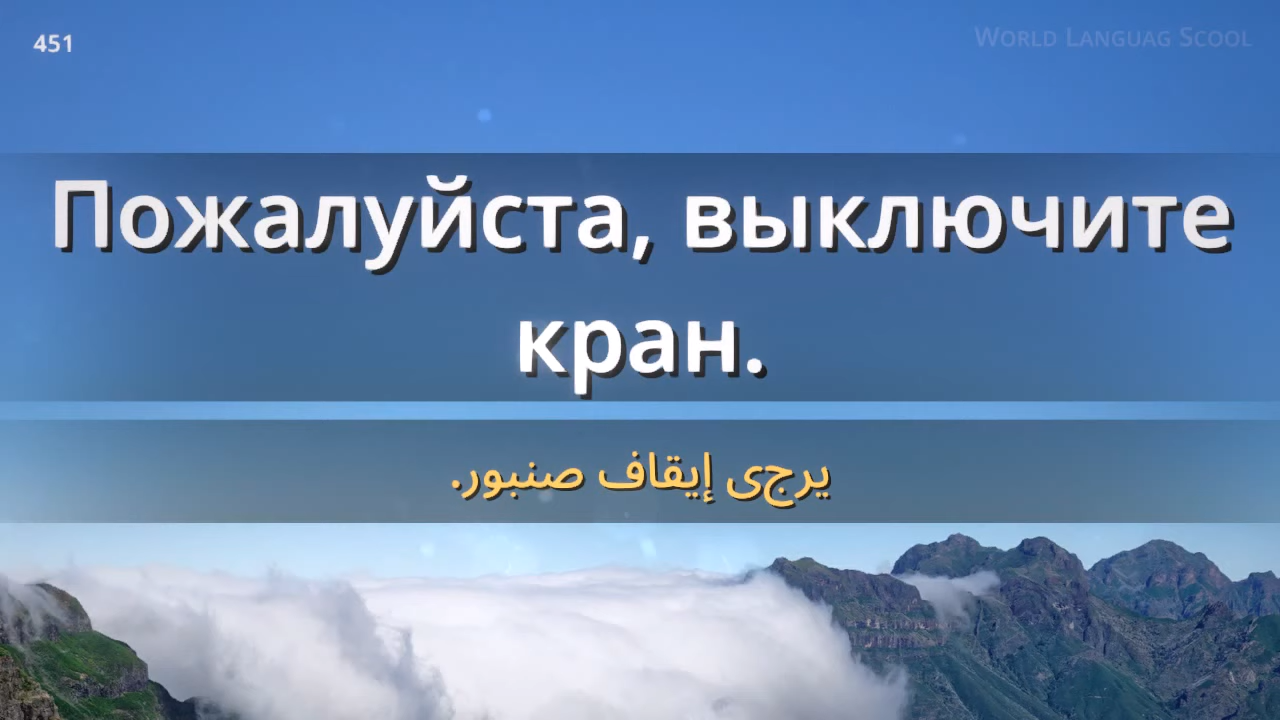 451
World Languag Scool
Пожалуйста, выключите
кран.
يرجى إيقاف صنبور.